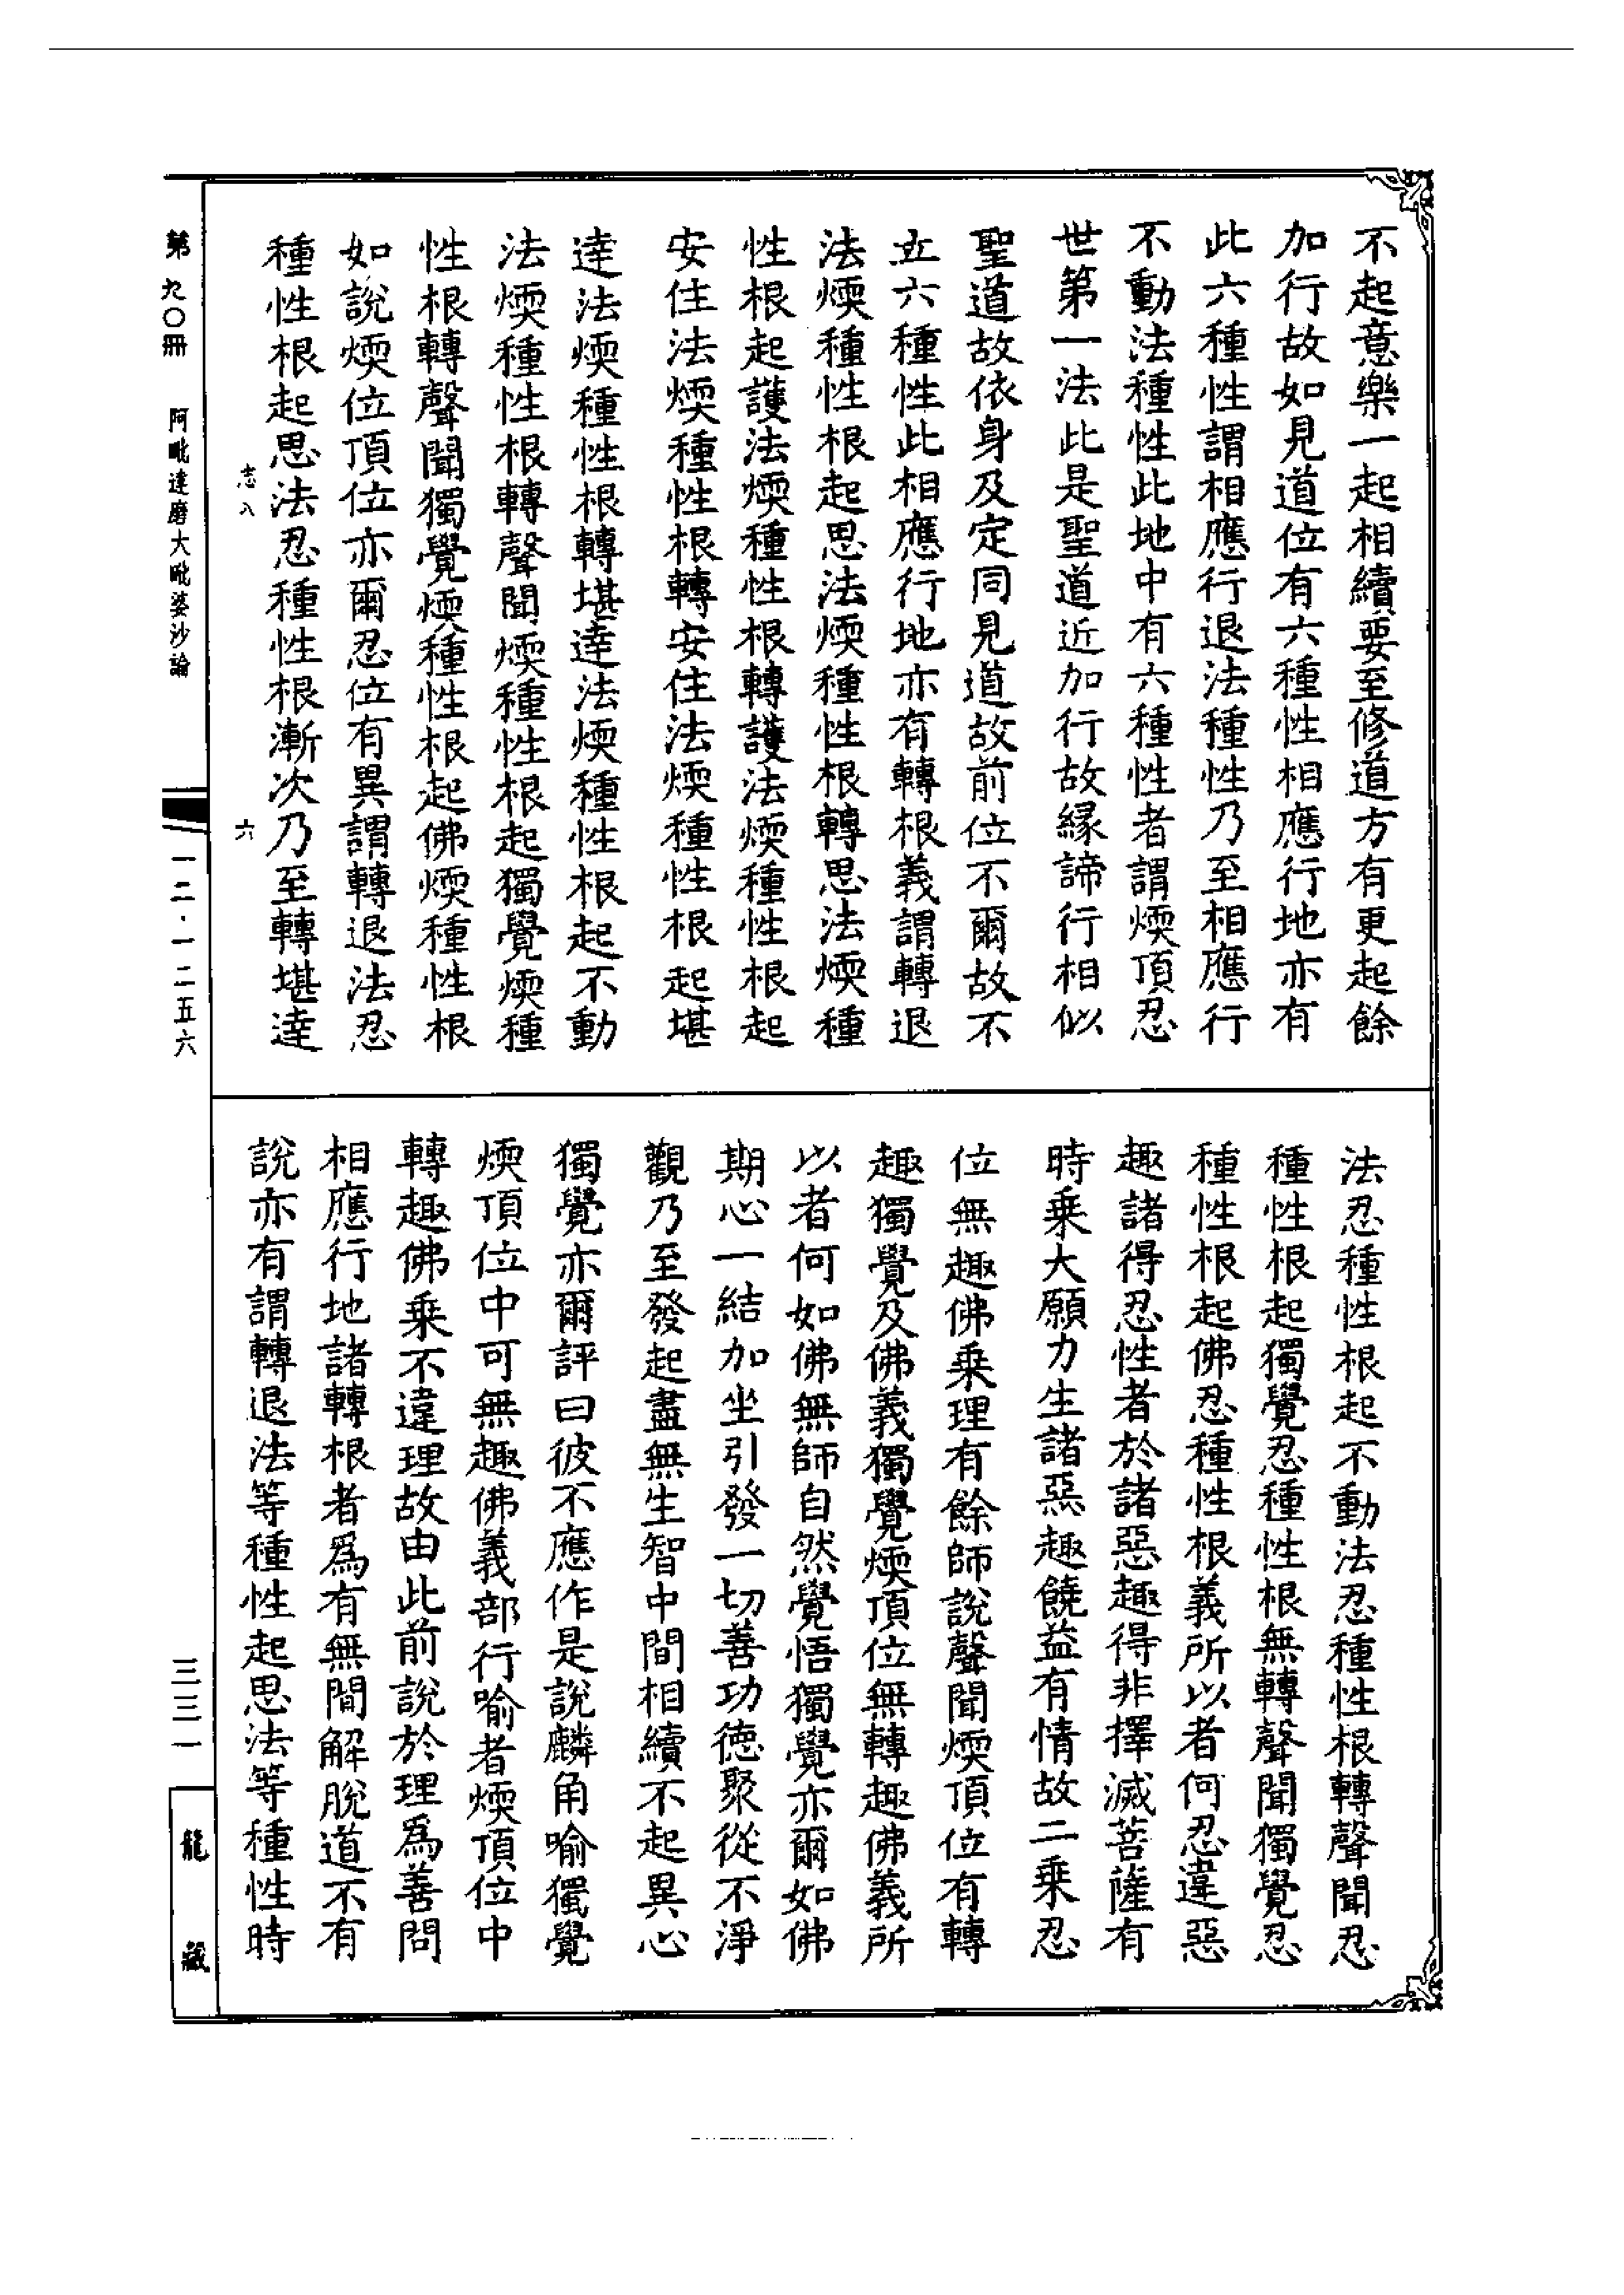 不起意樂一起相續要至修道方有更起餘
加行故如見道位有六種性相應行地亦有
此六種性謂相應行退法種性乃至相應行
不動法種性此地中有六種性者謂煗頂忍
世第一法此是聖道近加行故緣諦行相似
聖道故依身及定同見道故前位不爾故不
立六種性此相應行地亦有轉根義謂轉退
法煗種性根起思法煗種性根轉思法煗種
性根起護法煗種性根轉護法煗種性根起
安住法煗種性根轉安住法煗種性根起堪
達法煗種性根轉堪達法煗種性根起不動
法煗種性根轉聲聞煗種性根起獨覺煗種
性根轉聲聞獨覺煗種性根起佛煗種性根
如說煗位頂位亦爾忍位有異謂轉退法忍
種性根起思法忍種性根漸次乃至轉堪達
志八
六
法忍種性根起不動法忍種性根轉聲聞忍
種性根起獨覺忍種性根無轉聲聞獨覺忍
種性根起佛忍種性根義所以者何忍違惡
趣諸得忍性者於諸惡趣得非擇滅菩薩有
時乘大願力生諸惡趣饒益有情故二乘忍
位無趣佛乘理有餘師說聲聞煗頂位有轉
趣獨覺及佛義獨覺煗頂位無轉趣佛義所
以者何如佛無師自然覺悟獨覺亦爾如佛
期心一結加坐引發一切善功德聚從不淨
觀乃至發起盡無生智中間相續不起異心
獨覺亦爾評曰彼不應作是說麟角喻獨覺
煗頂位中可無趣佛義部行喻者煗頂位中
轉趣佛乘不違理故由此前說於理爲善問
相應行地諸轉根者爲有無間解脫道不有
說亦有謂轉退法等種性起思法等種性時
第九〇冊 阿毗達磨大毗婆沙論
一二·一二五六
三三一
龍藏